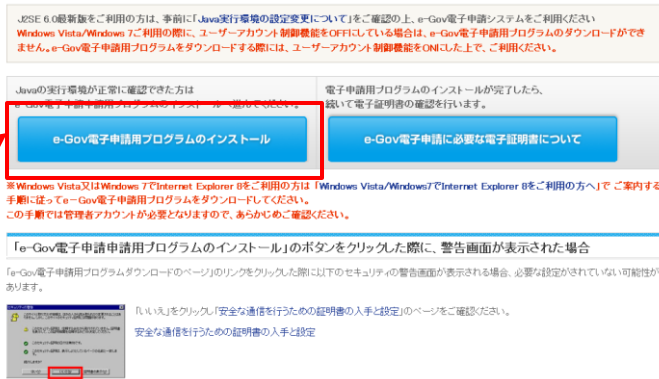 J2SE 6.0最新版をご利用の方は、事前に「Java実行環境の設定変更について」をご確認の上、e-Gov電子申請システムをご利用ください
Windows Vista/Windows 7ご利用の際に、ユーザーアカウント制御機能をOFFにしている場合は、e-Gov電子申請用プログラムのダウンロードができ
ません。e-Gov電子申請用プログラムをダウンロードする際には、ユーザーアカウント制御機能をONにした上で、ご利用ください。
Javaの実行環境が正常に確認できた方は
e-Gov電子申請申請用プログラムのインストールへ進んでください。
e-Gov電子申請用プログラムのインストール
電子申請用プログラムのインストールが完了したら、
続いて電子証明書の確認を行います。
e-Gov電子申請に必要な電子証明書について
※Windows Vista又はWindows 7でInternet Explorer 8をご利用の方は「Windows Vista/Windows7でInternet Explorer 8をご利用の方へ」で ご案内する
手順に従ってe-Gov電子申請用プログラムをダウンロードしてください。
この手順では管理者アカウントが必要となりますので、あらかじめご確認ください。
「e-Gov電子申請申請用プログラムのインストール」のボタンをクリックした際に、警告画面が表示された場合
「e-Gov電子申請用プログラムダウンロードのページ」のリンクをクリックした際に以下のセキュリティの警告画面が表示される場合、必要な設定がされていない可能性が
あります。
「いいえ」をクリックし「安全な通信を行うための証明書の入手と設定」のページをご確認ください。
安全な通信を行うための証明書の入手と設定